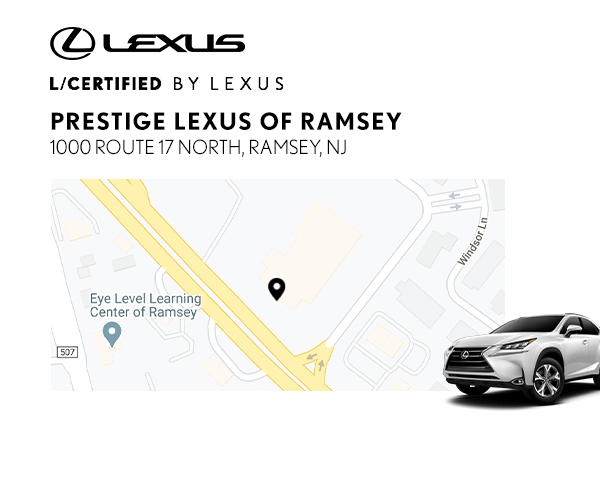 LEXUS
L/CERTIFIED BY LEXUS
PRESTIGE LEXUS OF RAMSEY
1000 ROUTE 17 NORTH, RAMSEY, NJ
Windsor Ln
Eye Level Learning
Center of Ramsey
507